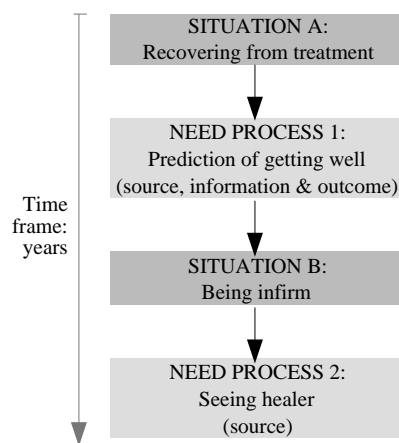 SITUATION A:
Recovering from treatment
NEED PROCESS 1:
Prediction of getting well
(source, information & outcome)
Time
frame:
years
SITUATION B:
Being infirm
NEED PROCESS 2:
Seeing healer
(source)